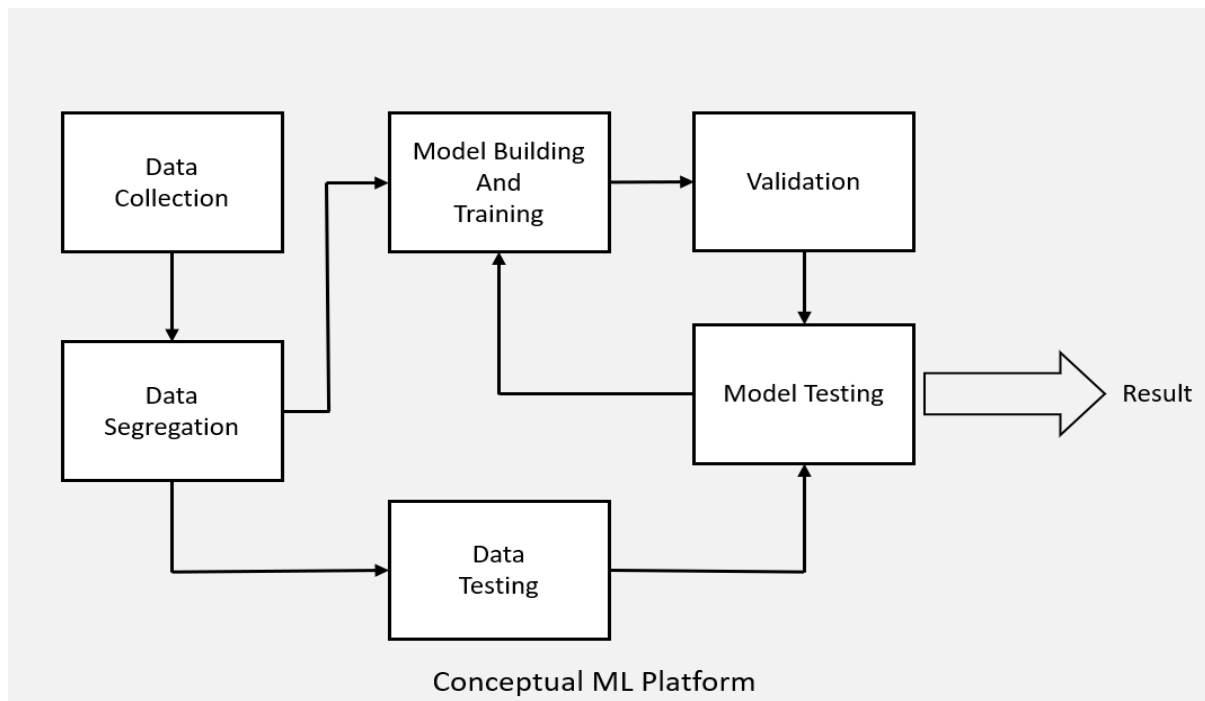 Data
Collection
Model Building
And
Training
Validation
Data
Segregation
Model Testing
Result
Data
Testing
Conceptual ML Platform